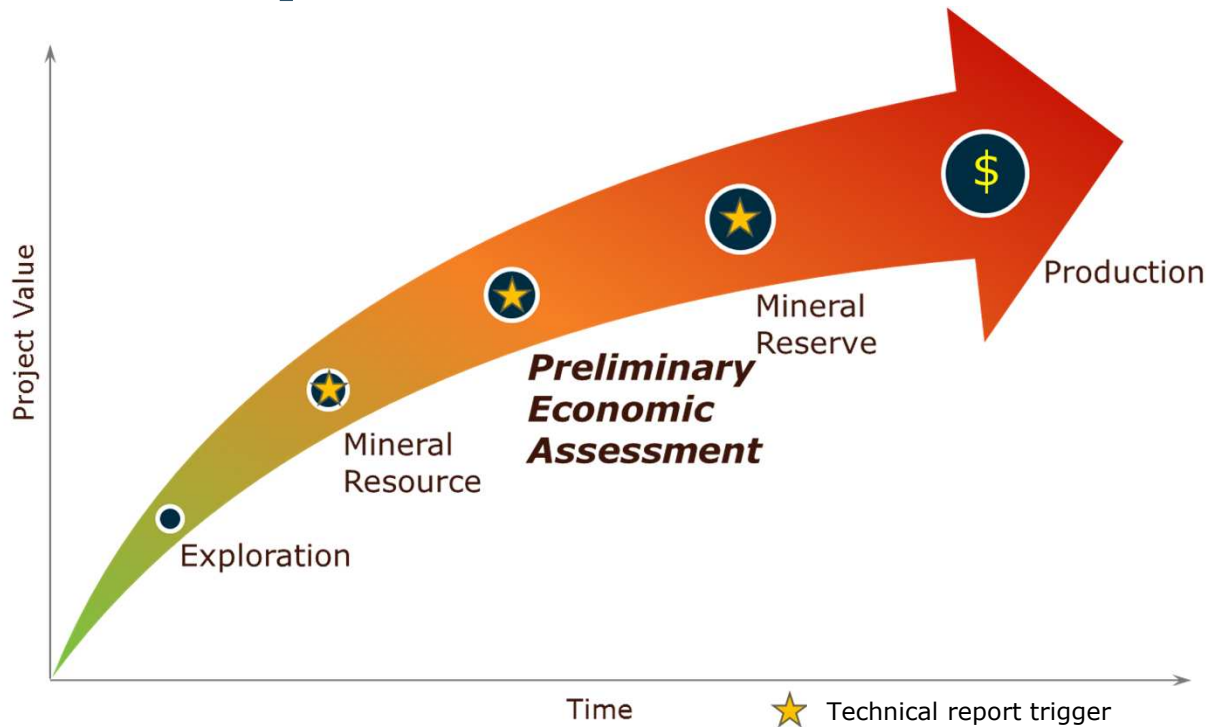 Project Value
$
Production
Mineral
Reserve
Preliminary
Economic
Assessment
Mineral
Resource
Exploration
Time
Technical report trigger